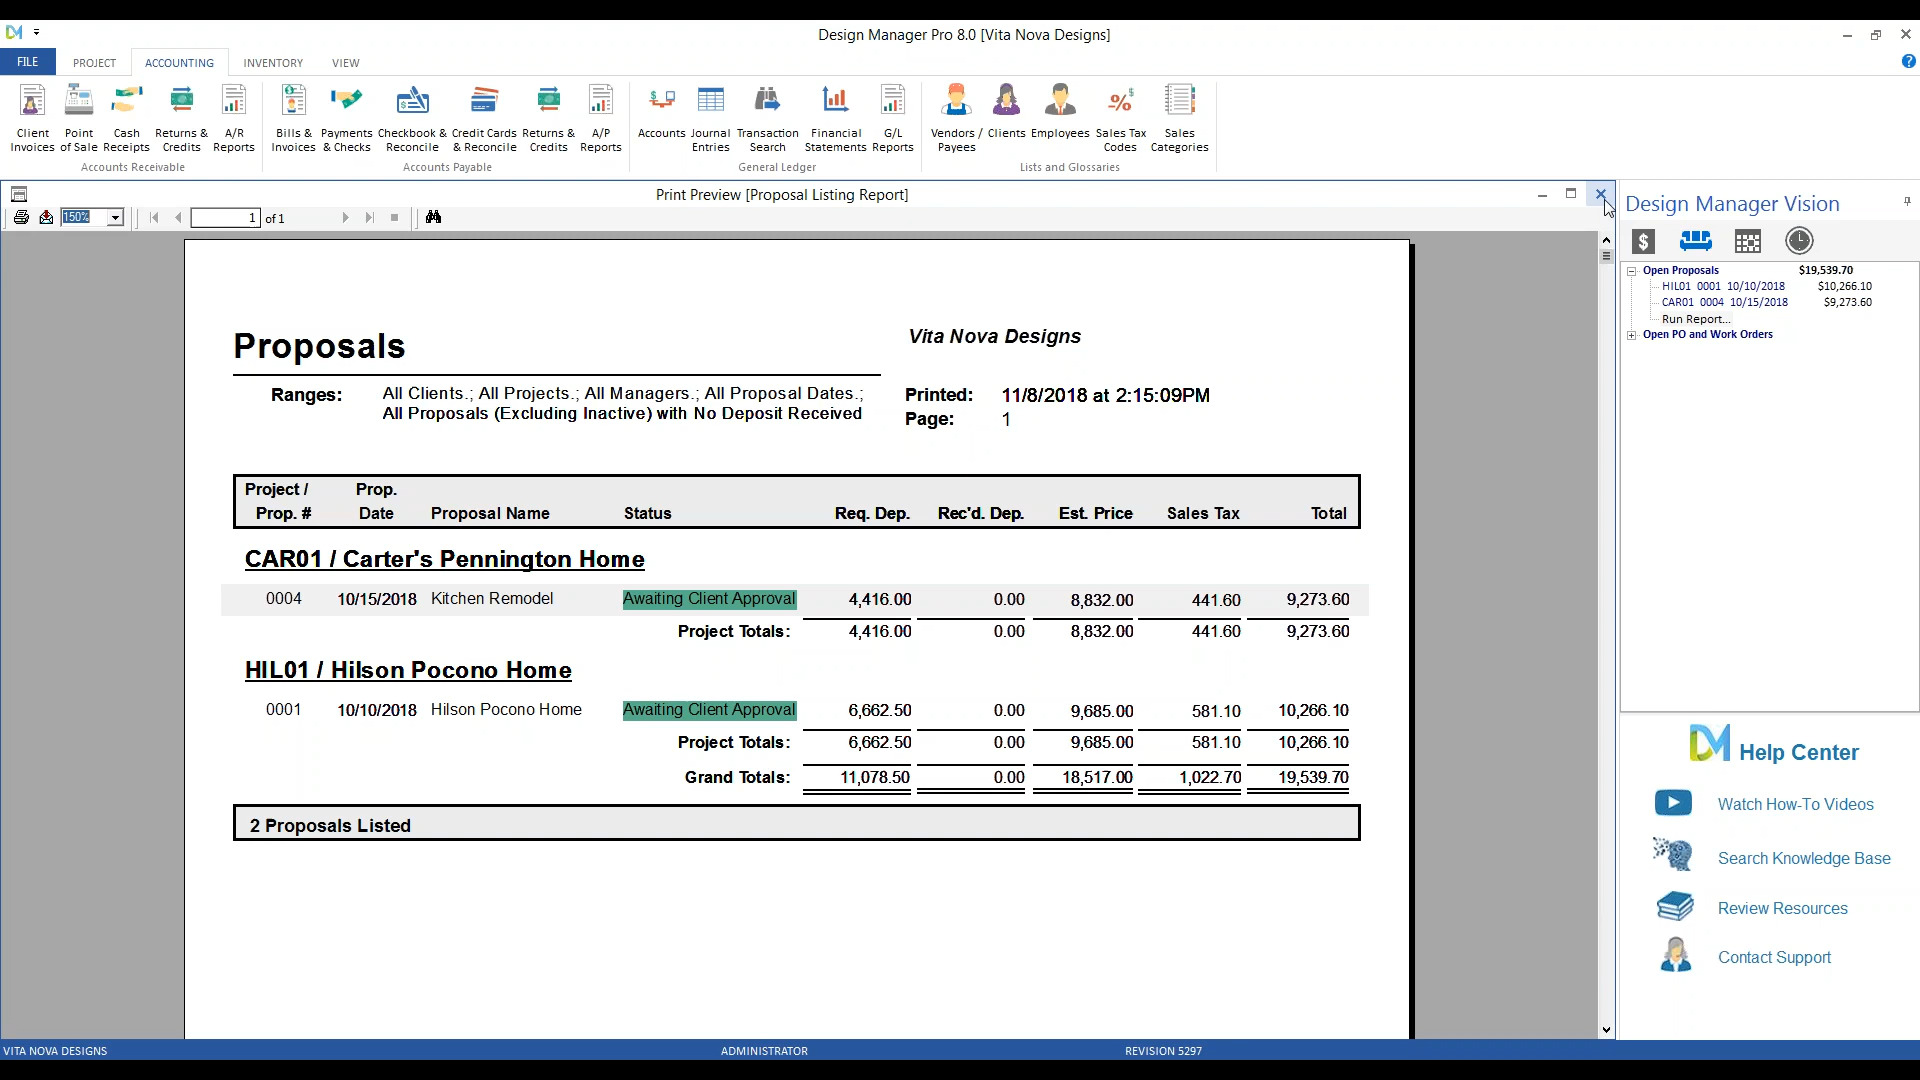 Design Manager Pro 8.0 [Vita Nova Designs]
FILE PROJECT ACCOUNTING INVENTORY VIEW
Client Invoices Point of Sale Cash Receipts Returns & Credits A/R Reports
Accounts Receivable
Bills & Invoices Payments & Checks Checkbook & Reconcile Credit Cards & Reconcile Returns & Credits A/P Reports
Accounts Payable
Accounts Journal Entries Transaction Search Financial Statements G/L Reports
General Ledger
Vendors / Payees Clients Employees Sales Tax Codes Sales Categories
Lists and Glossaries
Print Preview [Proposal Listing Report]
150% 1 of 1
Proposals
Vita Nova Designs
Ranges: All Clients.; All Projects.; All Managers.; All Proposal Dates.;
All Proposals (Excluding Inactive) with No Deposit Received
Printed: 11/8/2018 at 2:15:09PM
Page: 1
Project / Prop.
Prop. # Date Proposal Name Status Req. Dep. Rec'd. Dep. Est. Price Sales Tax Total
CAR01 / Carter's Pennington Home
0004 10/15/2018 Kitchen Remodel Awaiting Client Approval 4,416.00 0.00 8,832.00 441.60 9,273.60
Project Totals: 4,416.00 0.00 8,832.00 441.60 9,273.60
HIL01 / Hilson Pocono Home
0001 10/10/2018 Hilson Pocono Home Awaiting Client Approval 6,662.50 0.00 9,685.00 581.10 10,266.10
Project Totals: 6,662.50 0.00 9,685.00 581.10 10,266.10
Grand Totals: 11,078.50 0.00 18,517.00 1,022.70 19,539.70
2 Proposals Listed
Design Manager Vision
Open Proposals $19,539.70
HIL01 0001 10/10/2018 $10,266.10
CAR01 0004 10/15/2018 $9,273.60
Run Report...
Open PO and Work Orders
DM Help Center
Watch How-To Videos
Search Knowledge Base
Review Resources
Contact Support
VITA NOVA DESIGNS ADMINISTRATOR REVISION 5297